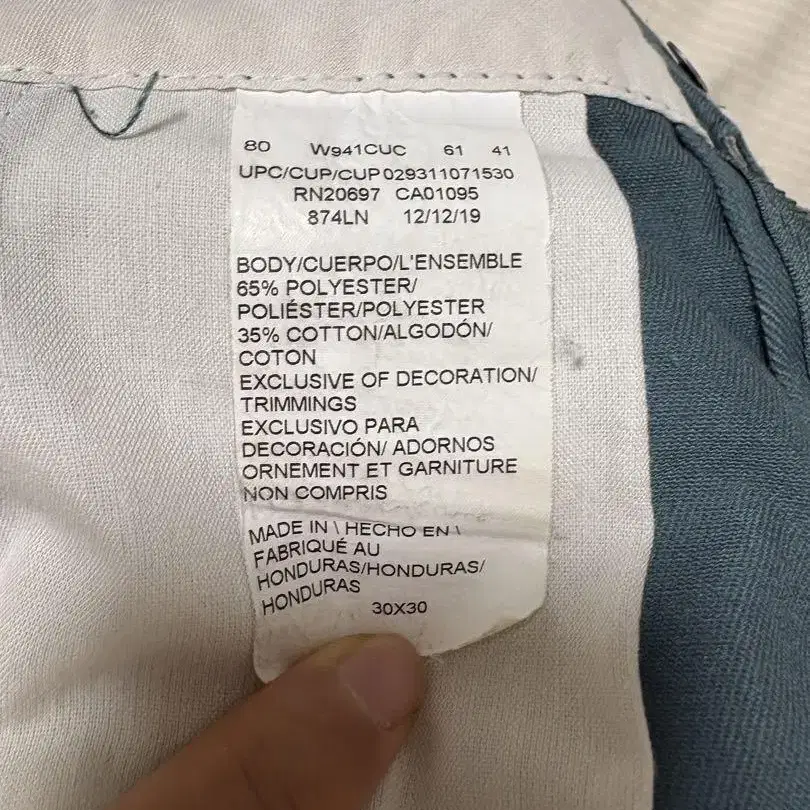 80 W941CUC 61 41
UPC/CUP/CUP 029311071530
RN20697 CA01095
874LN 12/12/19
BODY/CUERPO/L'ENSEMBLE
65% POLYESTER/
POLIÉSTER/POLYESTER
35% COTTON/ALGODÓN/
COTON
EXCLUSIVE OF DECORATION/
TRIMMINGS
EXCLUSIVO PARA
DECORACIÓN/ ADORNOS
ORNEMENT ET GARNITURE
NON COMPRIS
MADE IN \ HECHO EN \
FABRIQUÉ AU
HONDURAS/HONDURAS/
HONDURAS
30X30